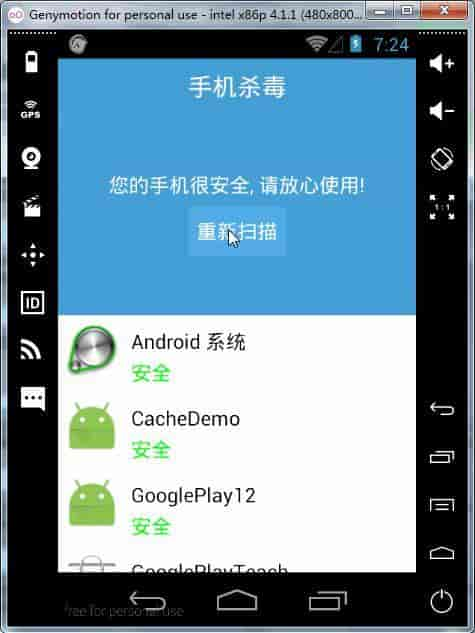 Genymotion for personal use - intel x86p 4.1.1 (480x800...
7:24
GPS
手机杀毒
您的手机很安全, 请放心使用!
重新扫描
1:1
ID
Android 系统
安全
CacheDemo
安全
GooglePlay12
安全
GooglePlayTeach
free for personal use